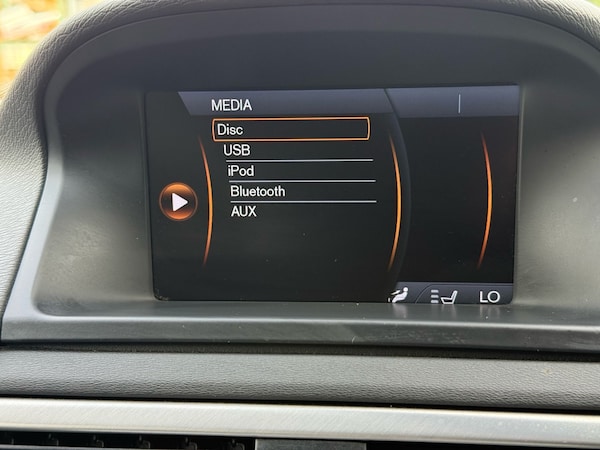 MEDIA
Disc
USB
iPod
Bluetooth
AUX
LO